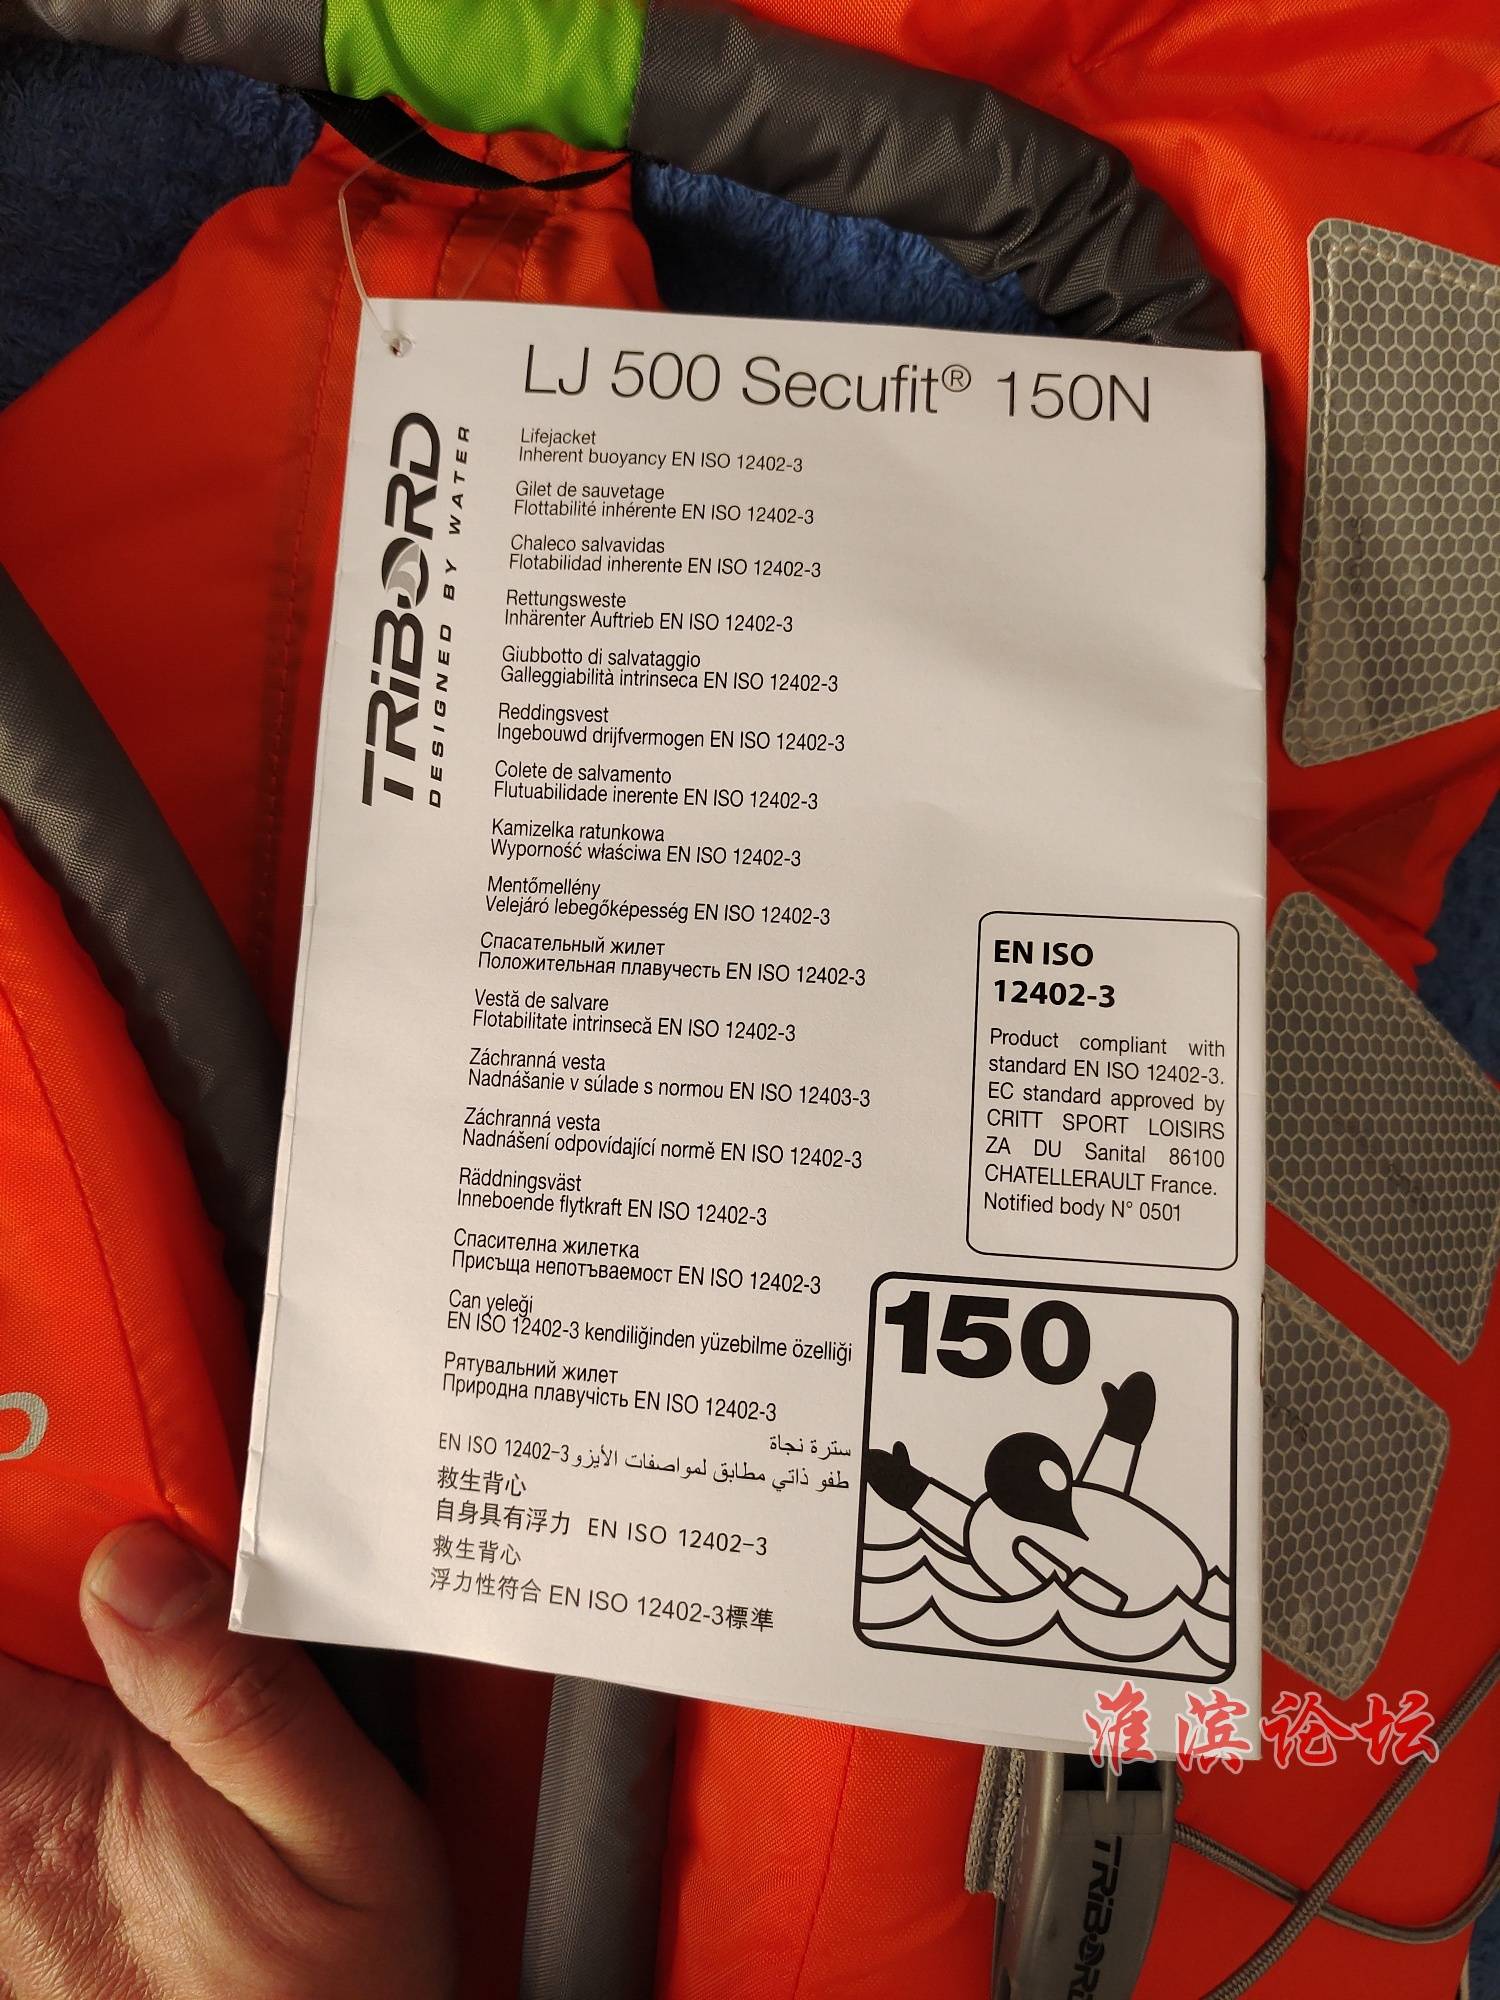 LJ 500 Secufit® 150N
TRIBORD
DESIGNED BY WATER
Lifejacket
Inherent buoyancy EN ISO 12402-3
Gilet de sauvetage
Flottabilité inhérente EN ISO 12402-3
Chaleco salvavidas
Flotabilidad inherente EN ISO 12402-3
Rettungsweste
Inhärenter Auftrieb EN ISO 12402-3
Giubbotto di salvataggio
Galleggiabilità intrinseca EN ISO 12402-3
Reddingsvest
Ingebouwd drijfvermogen EN ISO 12402-3
Colete de salvamento
Flutuabilidade inerente EN ISO 12402-3
Kamizelka ratunkowa
Wyporność właściwa EN ISO 12402-3
Mentőmellény
Velejáró lebegőképesség EN ISO 12402-3
Спасательный жилет
Положительная плавучесть EN ISO 12402-3
Vestă de salvare
Flotabilitate intrinsecă EN ISO 12402-3
Záchranná vesta
Nadnášanie v súlade s normou EN ISO 12403-3
Záchranná vesta
Nadnášení odpovídající normě EN ISO 12402-3
Räddningsväst
Inneboende flytkraft EN ISO 12402-3
Спасителна жилетка
Присъща непотъваемост EN ISO 12402-3
Can yeleği
EN ISO 12402-3 kendiliğinden yüzebilme özelliği
Рятувальний жилет
Природна плавучість EN ISO 12402-3
سترة نجاة
طفو ذاتي مطابق لمواصفات الأيزو EN ISO 12402-3
救生背心
自身具有浮力 EN ISO 12402-3
救生背心
浮力性符合 EN ISO 12402-3標準
EN ISO
12402-3
Product compliant with
standard EN ISO 12402-3.
EC standard approved by
CRITT SPORT LOISIRS
ZA DU Sanital 86100
CHATELLERAULT France.
Notified body N° 0501
150
淮滨论坛
TRIBORD